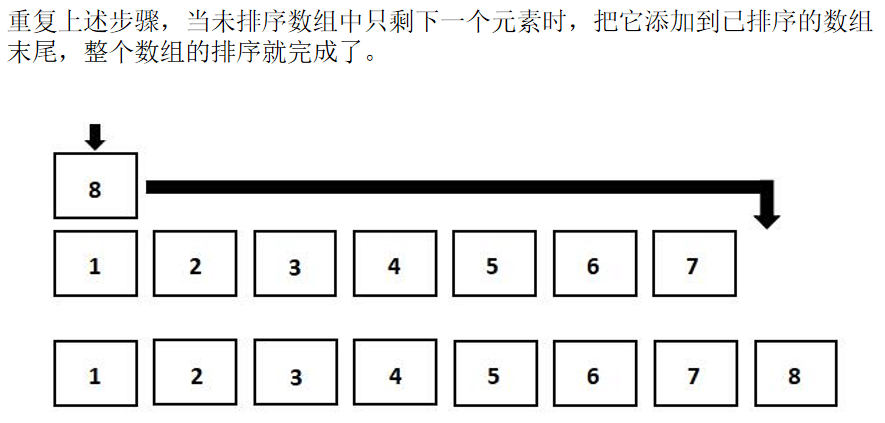 重复上述步骤，当未排序数组中只剩下一个元素时，把它添加到已排序的数组
末尾，整个数组的排序就完成了。
8
1 2 3 4 5 6 7
1 2 3 4 5 6 7 8